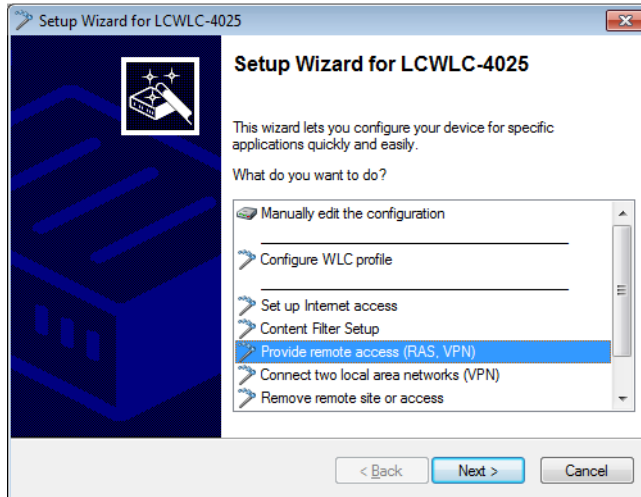 Setup Wizard for LCWLC-4025
Setup Wizard for LCWLC-4025
This wizard lets you configure your device for specific
applications quickly and easily.
What do you want to do?
Manually edit the configuration
Configure WLC profile
Set up Internet access
Content Filter Setup
Provide remote access (RAS, VPN)
Connect two local area networks (VPN)
Remove remote site or access
< Back Next > Cancel